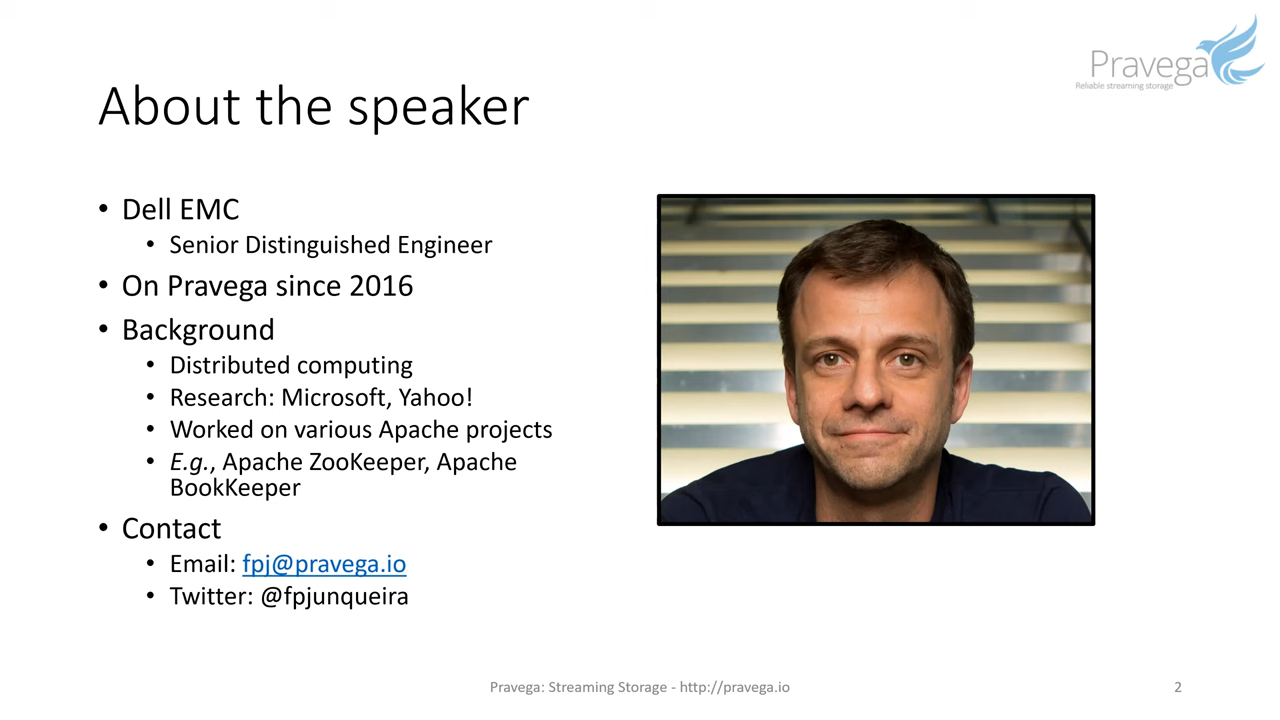 Pravega
Reliable streaming storage
About the speaker
• Dell EMC
• Senior Distinguished Engineer
• On Pravega since 2016
• Background
• Distributed computing
• Research: Microsoft, Yahoo!
• Worked on various Apache projects
• E.g., Apache ZooKeeper, Apache
BookKeeper
• Contact
• Email: fpj@pravega.io
• Twitter: @fpjunqueira
Pravega: Streaming Storage - http://pravega.io
2